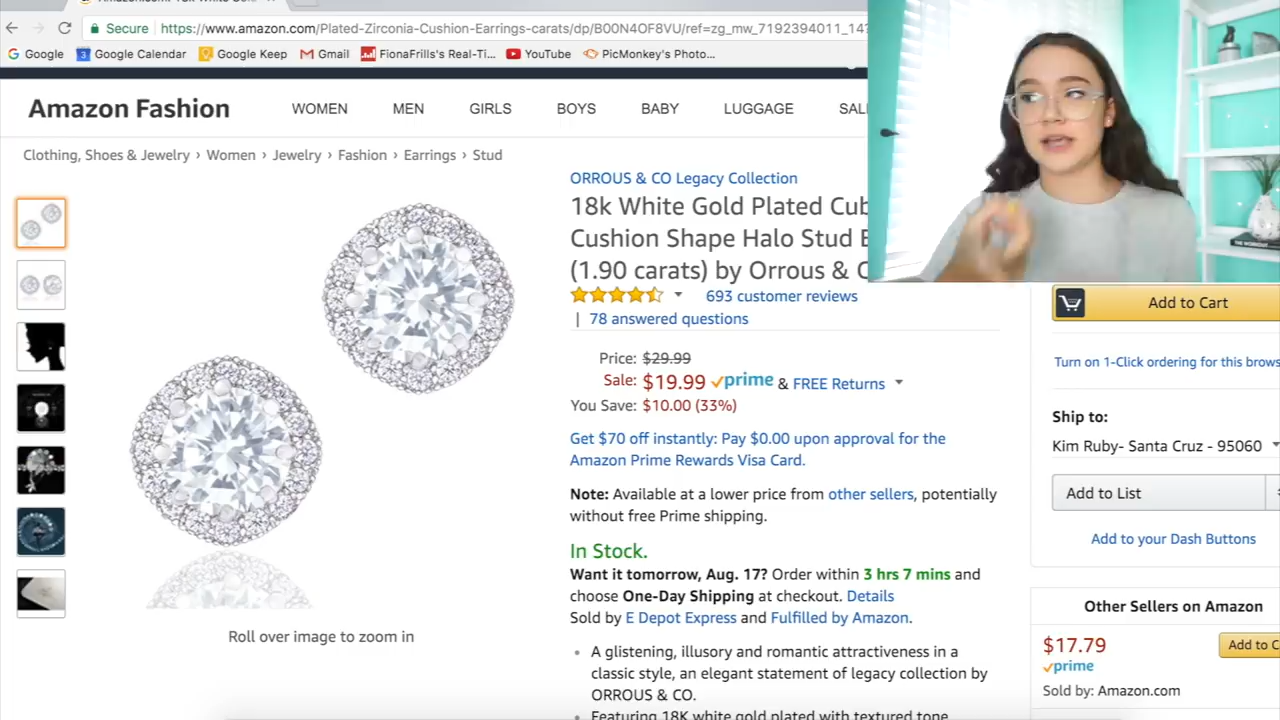 Secure https://www.amazon.com/Plated-Zirconia-Cushion-Earrings-carats/dp/B00N4OF8VU/ref=zg_mw_7192394011_14?
Google Google Calendar Google Keep Gmail FionaFrills's Real-Ti... YouTube PicMonkey's Photo...
Amazon Fashion WOMEN MEN GIRLS BOYS BABY LUGGAGE SAL
Clothing, Shoes & Jewelry › Women › Jewelry › Fashion › Earrings › Stud
ORROUS & CO Legacy Collection
18k White Gold Plated Cub
Cushion Shape Halo Stud E
(1.90 carats) by Orrous & C
693 customer reviews
| 78 answered questions
Price: $29.99
Sale: $19.99 prime & FREE Returns
You Save: $10.00 (33%)
Get $70 off instantly: Pay $0.00 upon approval for the
Amazon Prime Rewards Visa Card.
Note: Available at a lower price from other sellers, potentially
without free Prime shipping.
In Stock.
Want it tomorrow, Aug. 17? Order within 3 hrs 7 mins and
choose One-Day Shipping at checkout. Details
Sold by E Depot Express and Fulfilled by Amazon.
• A glistening, illusory and romantic attractiveness in a
classic style, an elegant statement of legacy collection by
ORROUS & CO.
• Featuring 18K white gold plated with textured tone
Roll over image to zoom in
Add to Cart
Turn on 1-Click ordering for this brows
Ship to:
Kim Ruby- Santa Cruz - 95060
Add to List
Add to your Dash Buttons
Other Sellers on Amazon
$17.79
Add to C
prime
Sold by: Amazon.com